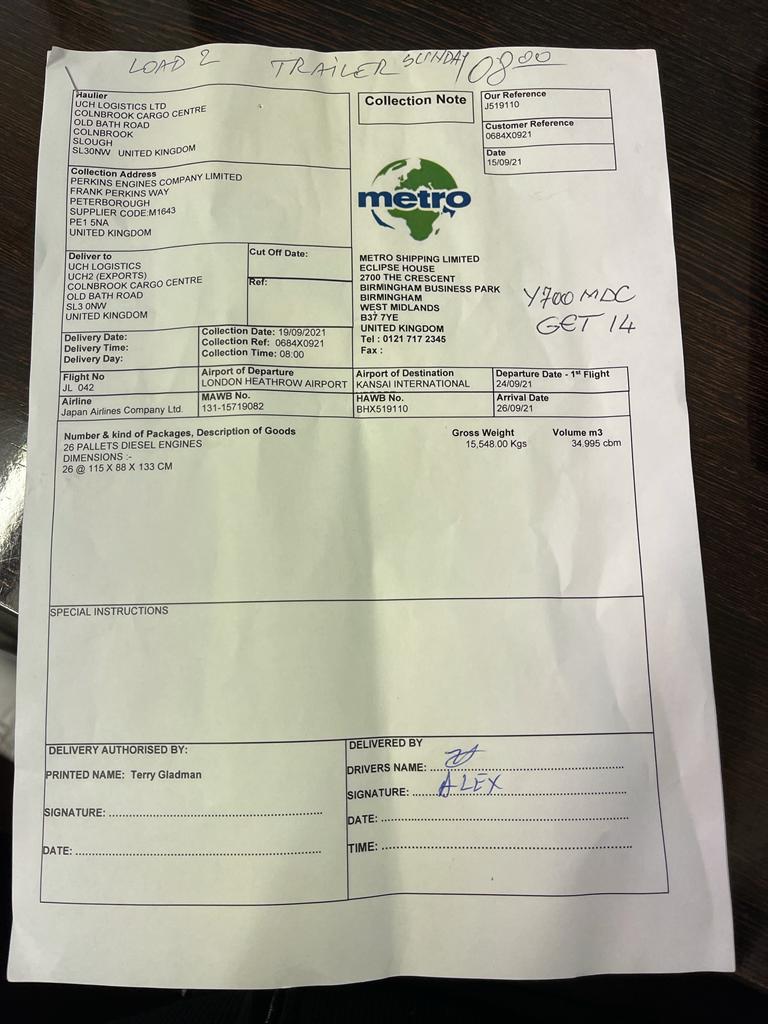 LOAD 2 TRAILER SUNDAY 08 00
Haulier
UCH LOGISTICS LTD
COLNBROOK CARGO CENTRE
OLD BATH ROAD
COLNBROOK
SLOUGH
SL30NW UNITED KINGDOM
Collection Note
Our Reference
J519110
Customer Reference
0684X0921
Date
15/09/21
Collection Address
PERKINS ENGINES COMPANY LIMITED
FRANK PERKINS WAY
PETERBOROUGH
SUPPLIER CODE:M1643
PE1 5NA
UNITED KINGDOM
metro
Deliver to
UCH LOGISTICS
UCH2 (EXPORTS)
COLNBROOK CARGO CENTRE
OLD BATH ROAD
SL3 0NW
UNITED KINGDOM
Cut Off Date:
Ref:
METRO SHIPPING LIMITED
ECLIPSE HOUSE
2700 THE CRESCENT
BIRMINGHAM BUSINESS PARK
BIRMINGHAM
WEST MIDLANDS
B37 7YE
UNITED KINGDOM
Tel : 0121 717 2345
Fax :
Y700 MDC
GET 14
Delivery Date:
Delivery Time:
Delivery Day:
Collection Date: 19/09/2021
Collection Ref: 0684X0921
Collection Time: 08:00
Flight No
JL 042
Airport of Departure
LONDON HEATHROW AIRPORT
Airport of Destination
KANSAI INTERNATIONAL
Departure Date - 1st Flight
24/09/21
Airline
Japan Airlines Company Ltd.
MAWB No.
131-15719082
HAWB No.
BHX519110
Arrival Date
26/09/21
Number & kind of Packages, Description of Goods Gross Weight Volume m3
26 PALLETS DIESEL ENGINES 15,548.00 Kgs 34.995 cbm
DIMENSIONS :-
26 @ 115 X 88 X 133 CM
SPECIAL INSTRUCTIONS
DELIVERY AUTHORISED BY:
PRINTED NAME: Terry Gladman
SIGNATURE:
DATE:
DELIVERED BY
DRIVERS NAME:
SIGNATURE: ALEX
DATE:
TIME: